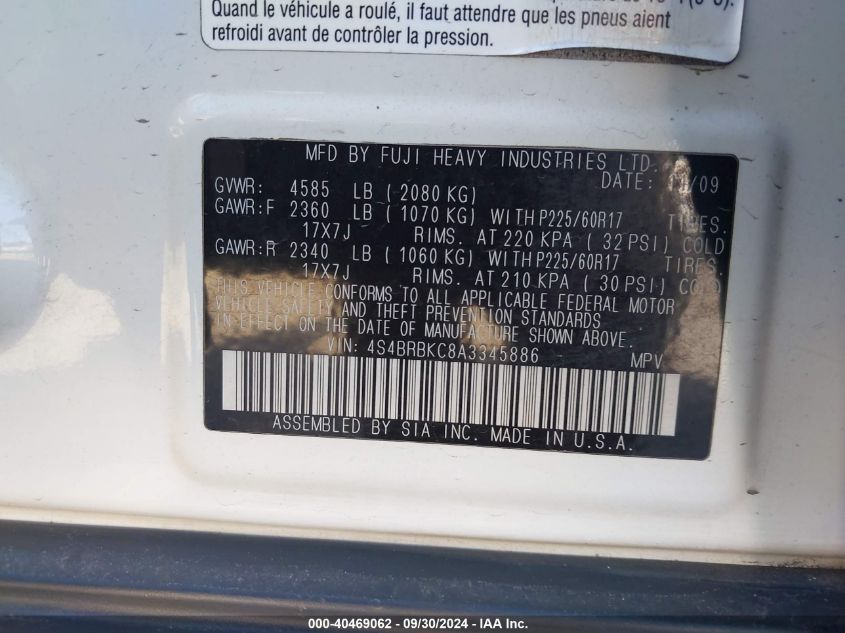 Quand le véhicule a roulé, il faut attendre que les pneus aient
refroidi avant de contrôler la pression.
MFD BY FUJI HEAVY INDUSTRIES LTD.
DATE: /09
GVWR: 4585 LB ( 2080 KG)
GAWR:F 2360 LB ( 1070 KG) WITH P225/60R17 TIRES.
17X7J RIMS. AT 220 KPA ( 32 PSI) COLD
GAWR:R 2340 LB ( 1060 KG) WITH P225/60R17 TIRES.
17X7J RIMS. AT 210 KPA ( 30 PSI) COLD
THIS VEHICLE CONFORMS TO ALL APPLICABLE FEDERAL MOTOR
VEHICLE SAFETY AND THEFT PREVENTION STANDARDS
IN EFFECT ON THE DATE OF MANUFACTURE SHOWN ABOVE.
VIN: 4S4BRBKC8A3345886 MPV
ASSEMBLED BY SIA INC. MADE IN U.S.A.
000-40469062 - 09/30/2024 - IAA Inc.